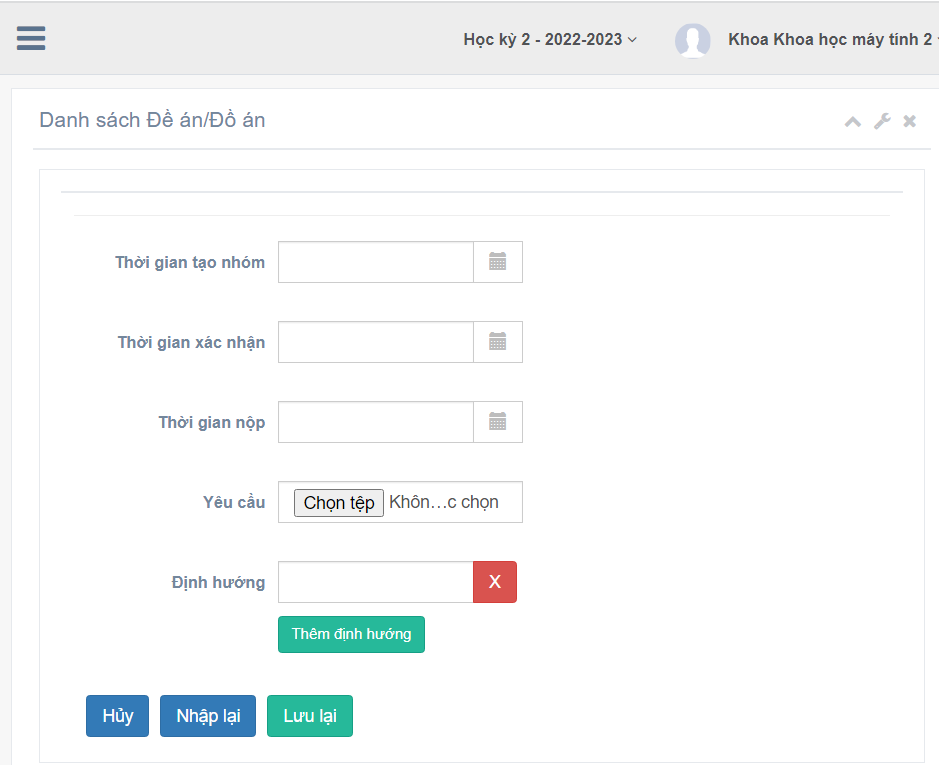 Học kỳ 2 - 2022-2023 Khoa Khoa học máy tính 2
Danh sách Đề án/Đồ án
Thời gian tạo nhóm
Thời gian xác nhận
Thời gian nộp
Yêu cầu Chọn tệp Khôn...c chọn
Định hướng X
Thêm định hướng
Hủy Nhập lại Lưu lại